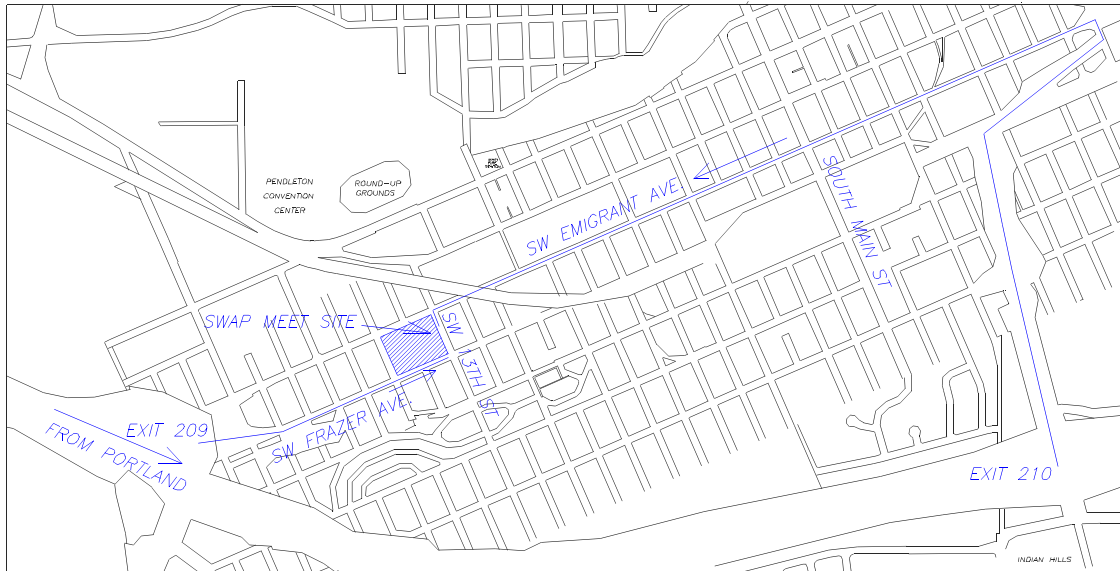 PENDLETON
CONVENTION
CENTER
ROUND-UP
GROUNDS
SW EMIGRANT AVE.
SOUTH MAIN ST
SWAP MEET SITE
SW 13TH ST
SW FRAZER AVE.
EXIT 209
FROM PORTLAND
EXIT 210
INDIAN HILLS